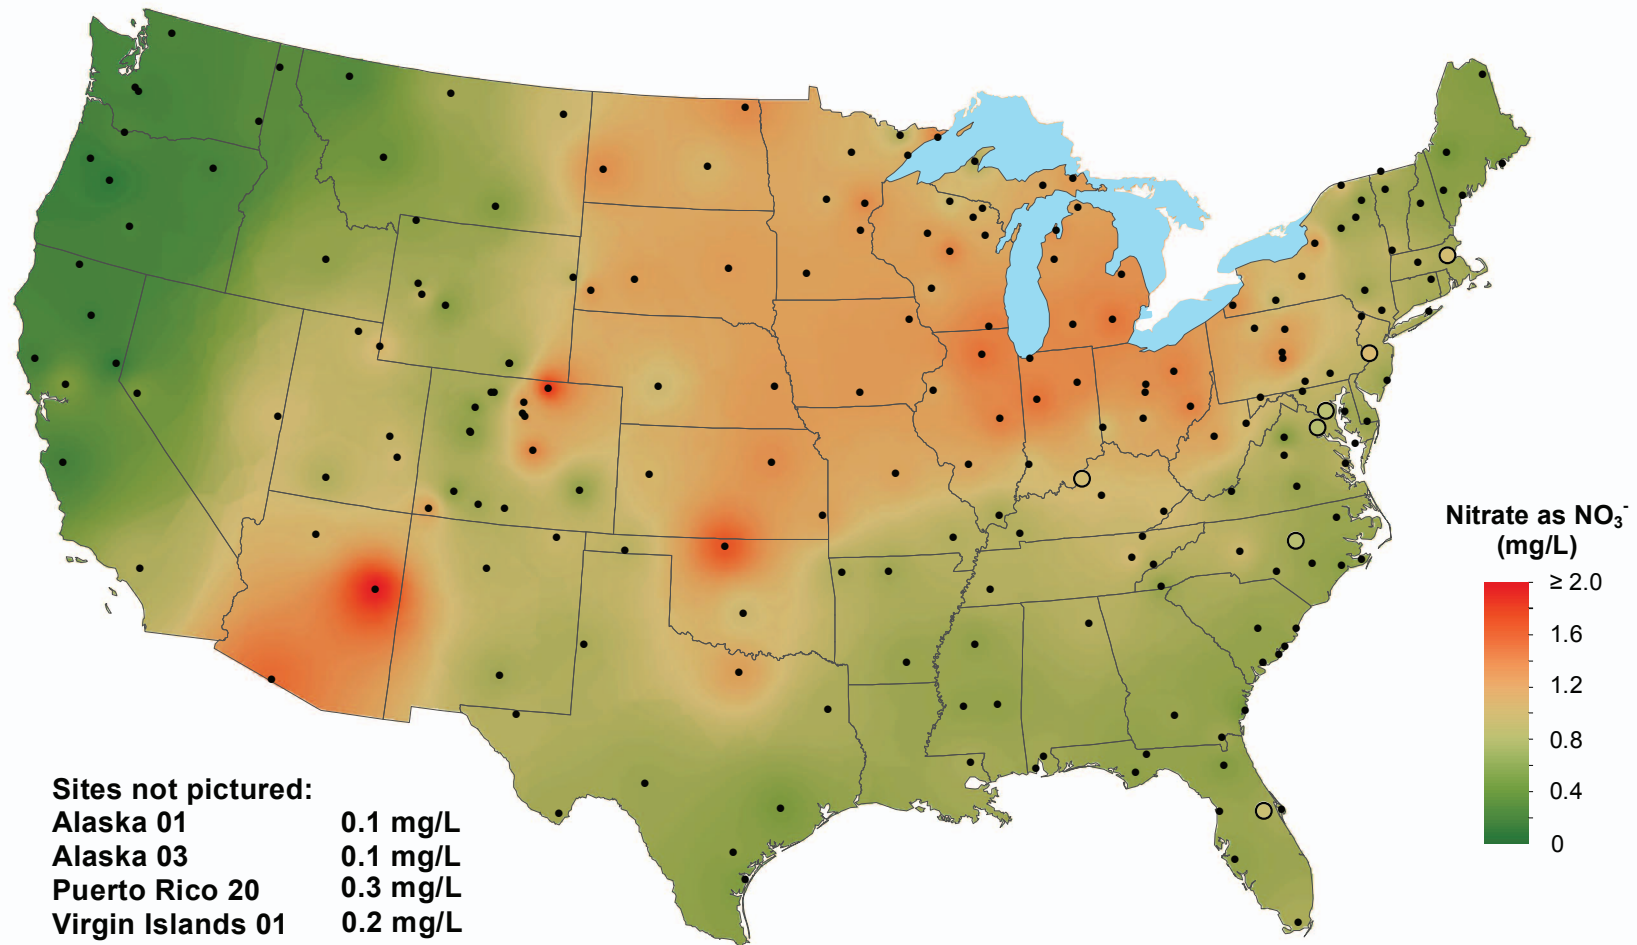 Nitrate as NO₃⁻
(mg/L)
≥ 2.0
1.6
1.2
0.8
0.4
0
Sites not pictured:
Alaska 01 0.1 mg/L
Alaska 03 0.1 mg/L
Puerto Rico 20 0.3 mg/L
Virgin Islands 01 0.2 mg/L